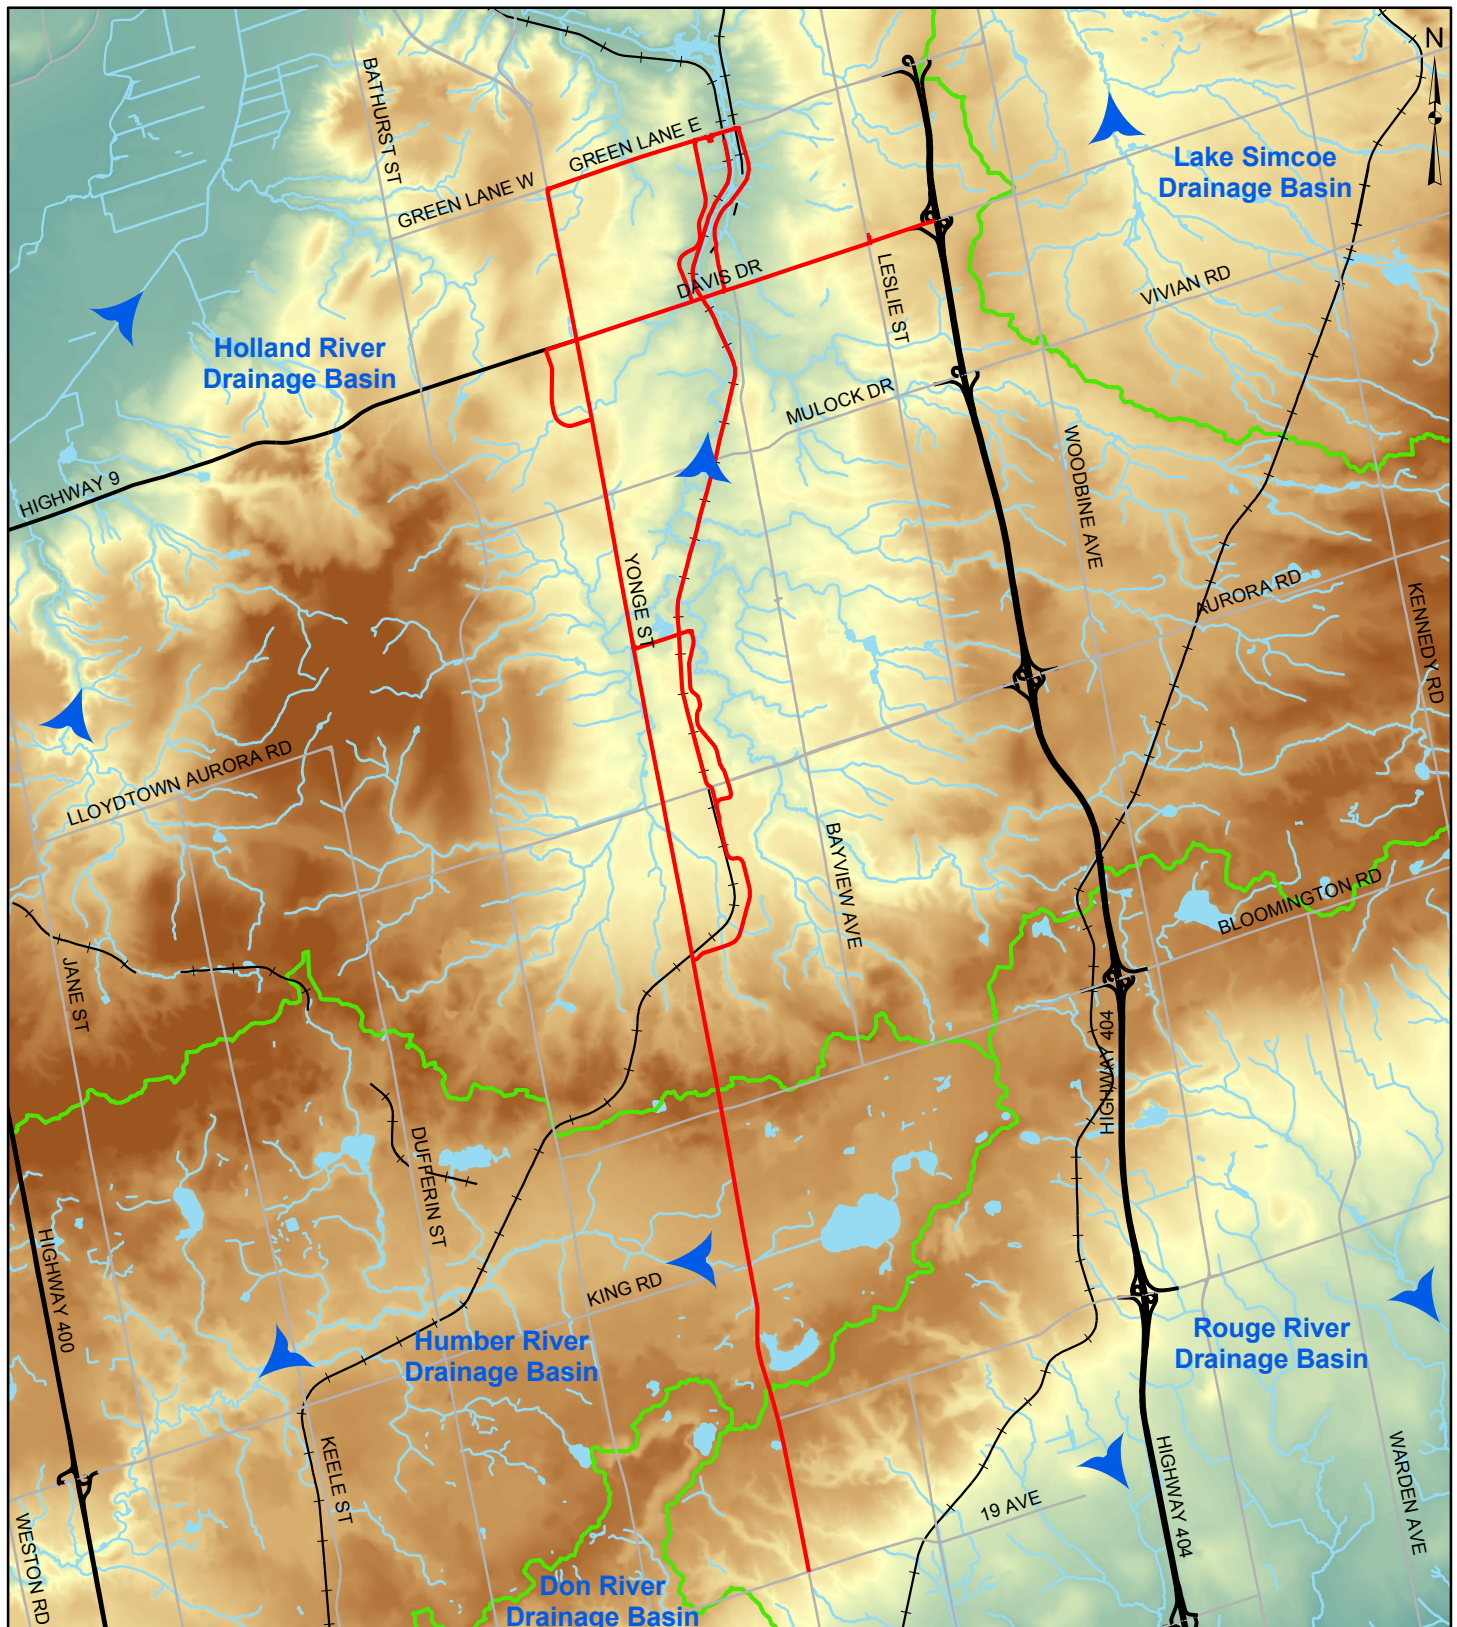 N
BATHURST ST
GREEN LANE E
GREEN LANE W
Lake Simcoe
Drainage Basin
DAVIS DR
LESLIE ST
VIVIAN RD
Holland River
Drainage Basin
MULOCK DR
WOODBINE AVE
HIGHWAY 9
YONGE ST
AURORA RD
KENNEDY RD
LLOYDTOWN AURORA RD
BAYVIEW AVE
BLOOMINGTON RD
JANE ST
HIGHWAY 404
DUFFERIN ST
HIGHWAY 400
KING RD
Humber River
Drainage Basin
Rouge River
Drainage Basin
KEELE ST
HIGHWAY 404
WARDEN AVE
19 AVE
WESTON RD
Don River
Drainage Basin